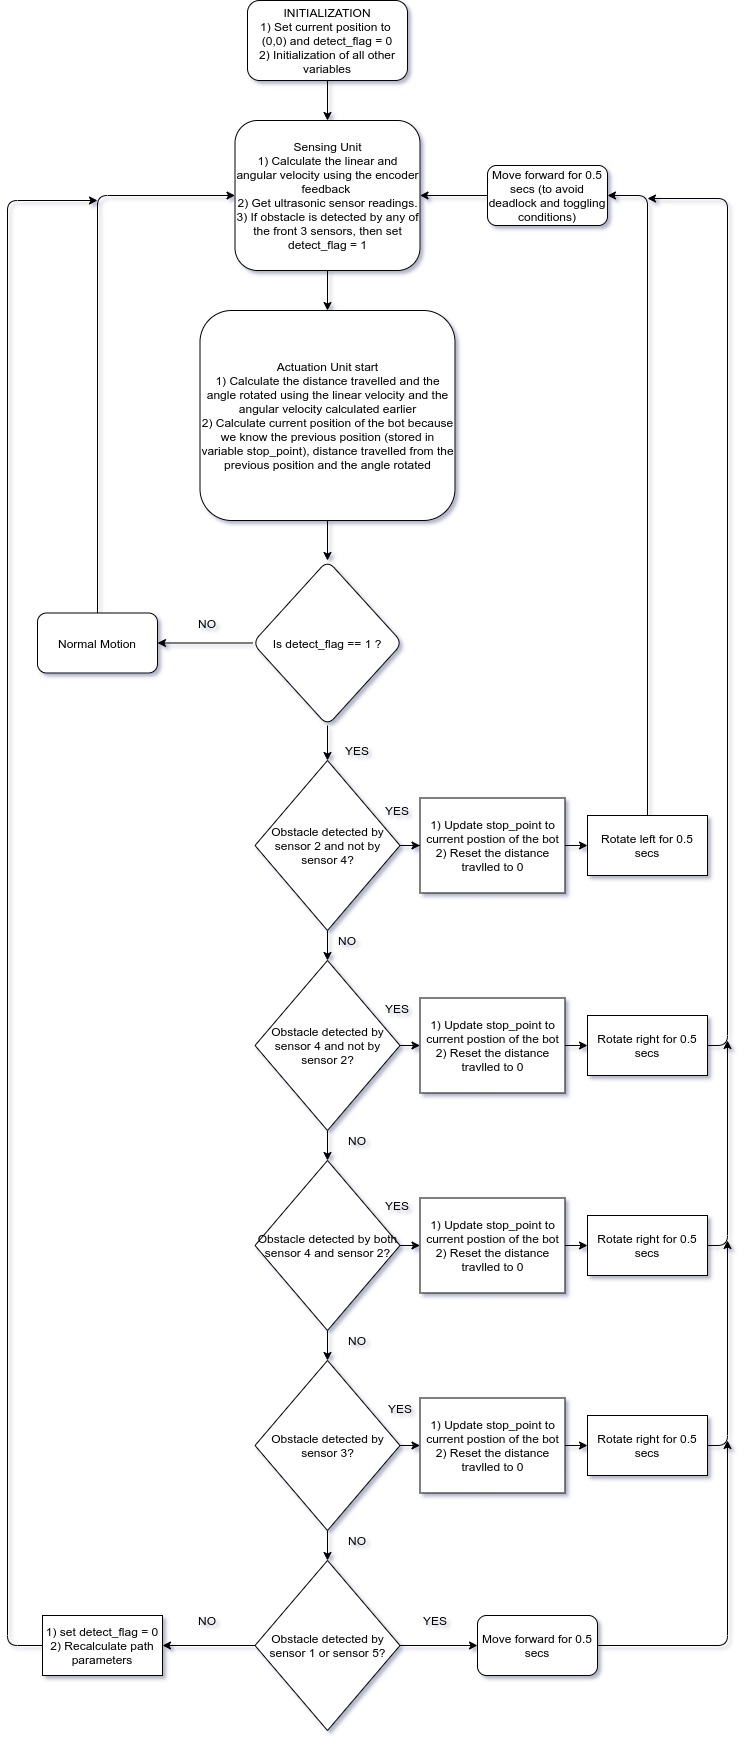 INITIALIZATION
1) Set current position to
(0,0) and detect_flag = 0
2) Initialization of all other
variables
Sensing Unit
1) Calculate the linear and
angular velocity using the encoder
feedback
2) Get ultrasonic sensor readings.
3) If obstacle is detected by any of
the front 3 sensors, then set
detect_flag = 1
Move forward for 0.5
secs (to avoid
deadlock and toggling
conditions)
Actuation Unit start
1) Calculate the distance travelled and the
angle rotated using the linear velocity and the
angular velocity calculated earlier
2) Calculate current position of the bot because
we know the previous position (stored in
variable stop_point), distance travelled from the
previous position and the angle rotated
Is detect_flag == 1 ?
NO
Normal Motion
YES
Obstacle detected by
sensor 2 and not by
sensor 4?
YES
1) Update stop_point to
current postion of the bot
2) Reset the distance
travlled to 0
Rotate left for 0.5
secs
NO
Obstacle detected by
sensor 4 and not by
sensor 2?
YES
1) Update stop_point to
current postion of the bot
2) Reset the distance
travlled to 0
Rotate right for 0.5
secs
NO
Obstacle detected by both
sensor 4 and sensor 2?
YES
1) Update stop_point to
current postion of the bot
2) Reset the distance
travlled to 0
Rotate right for 0.5
secs
NO
Obstacle detected by
sensor 3?
YES
1) Update stop_point to
current postion of the bot
2) Reset the distance
travlled to 0
Rotate right for 0.5
secs
NO
Obstacle detected by
sensor 1 or sensor 5?
YES
Move forward for 0.5
secs
NO
1) set detect_flag = 0
2) Recalculate path
parameters